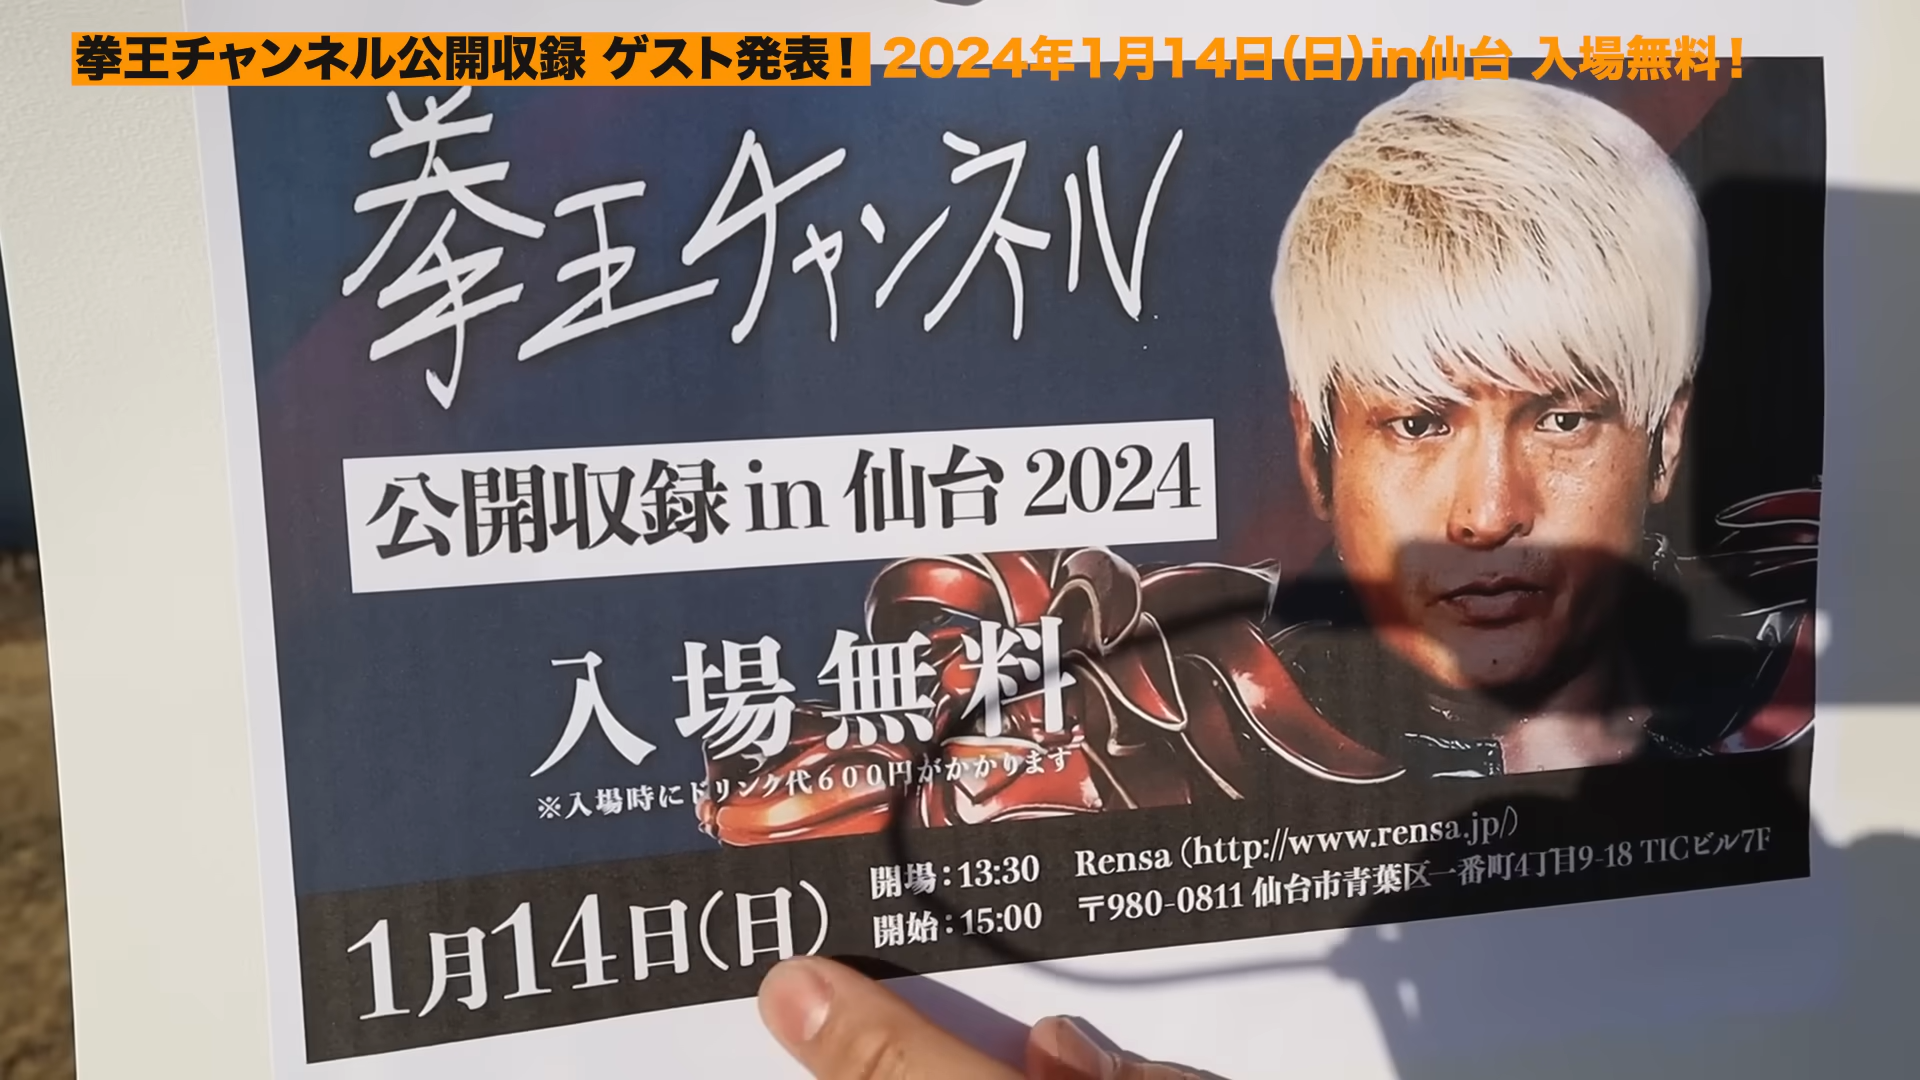 拳王チャンネル公開収録 ゲスト発表！ 2024年1月14日(日)in仙台 入場無料！
拳王チャンネル
公開収録 in 仙台 2024
入場無料
※入場時にドリンク代600円がかかります
1月14日(日)
開場：13:30
開始：15:00
Rensa (http://www.rensa.jp/)
〒980-0811 仙台市青葉区一番町4丁目9-18 TICビル7F